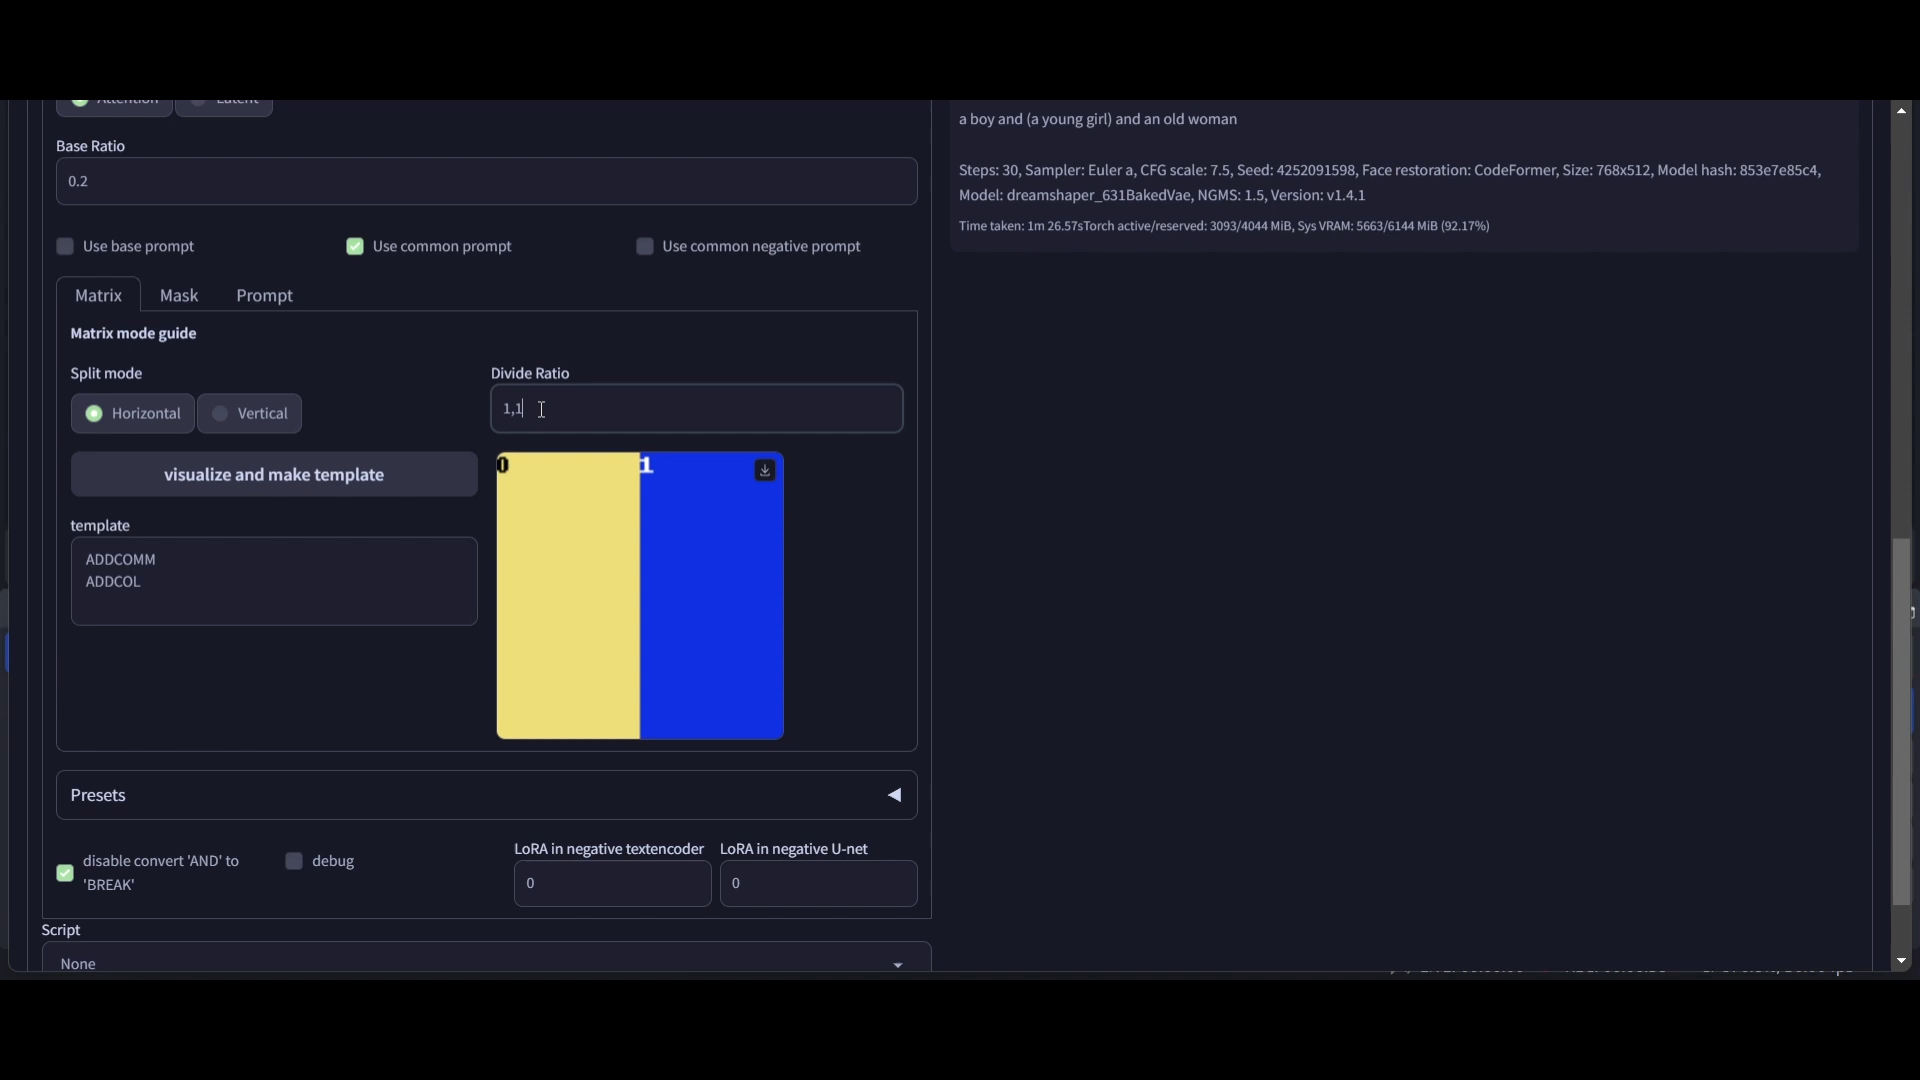 Attention Latent
Base Ratio
0.2
Use base prompt Use common prompt Use common negative prompt
Matrix Mask Prompt
Matrix mode guide
Split mode
Horizontal Vertical
Divide Ratio
1,1
visualize and make template
0 1
template
ADDCOMM
ADDCOL
Presets
disable convert 'AND' to
'BREAK'
debug
LoRA in negative textencoder
0
LoRA in negative U-net
0
Script
None
a boy and (a young girl) and an old woman
Steps: 30, Sampler: Euler a, CFG scale: 7.5, Seed: 4252091598, Face restoration: CodeFormer, Size: 768x512, Model hash: 853e7e85c4,
Model: dreamshaper_631BakedVae, NGMS: 1.5, Version: v1.4.1
Time taken: 1m 26.57sTorch active/reserved: 3093/4044 MiB, Sys VRAM: 5663/6144 MiB (92.17%)